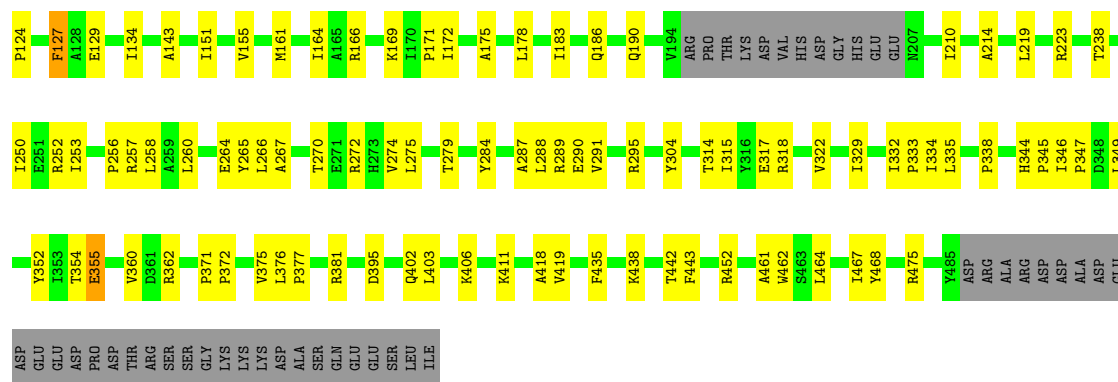 P124 F127 A128 E129 I134 A143 I151 V155 M161 I164 A165 R166 K169 I170 P171 I172 A175 L178 I183 Q186 Q190 V194 ARG PRO THR LYS ASP VAL HIS ASP GLY HIS GLU GLU N207 I210 A214 L219 R223 T238
I250 E251 R252 I253 P256 R257 L258 A259 L260 E264 Y265 L266 A267 T270 E271 R272 H273 V274 L275 T279 Y284 A287 L288 R289 E290 V291 R295 Y304 T314 I315 Y316 E317 R318 V322 I329 I332 P333 I334 L335 P338 H344 P345 I346 P347 D348 L349
Y352 I353 T354 E355 V360 D361 R362 P371 P372 V375 L376 P377 R381 D395 Q402 L403 K406 K411 A418 V419 F435 K438 T442 F443 R452 A461 W462 S463 L464 I467 Y468 R475 Y485 ASP ARG ALA ARG ASP ASP ALA ASP GLU
ASP GLU GLU ASP PRO ASP THR ARG SER SER GLY LYS LYS LYS ASP ALA SER GLN GLU GLU SER LEU ILE